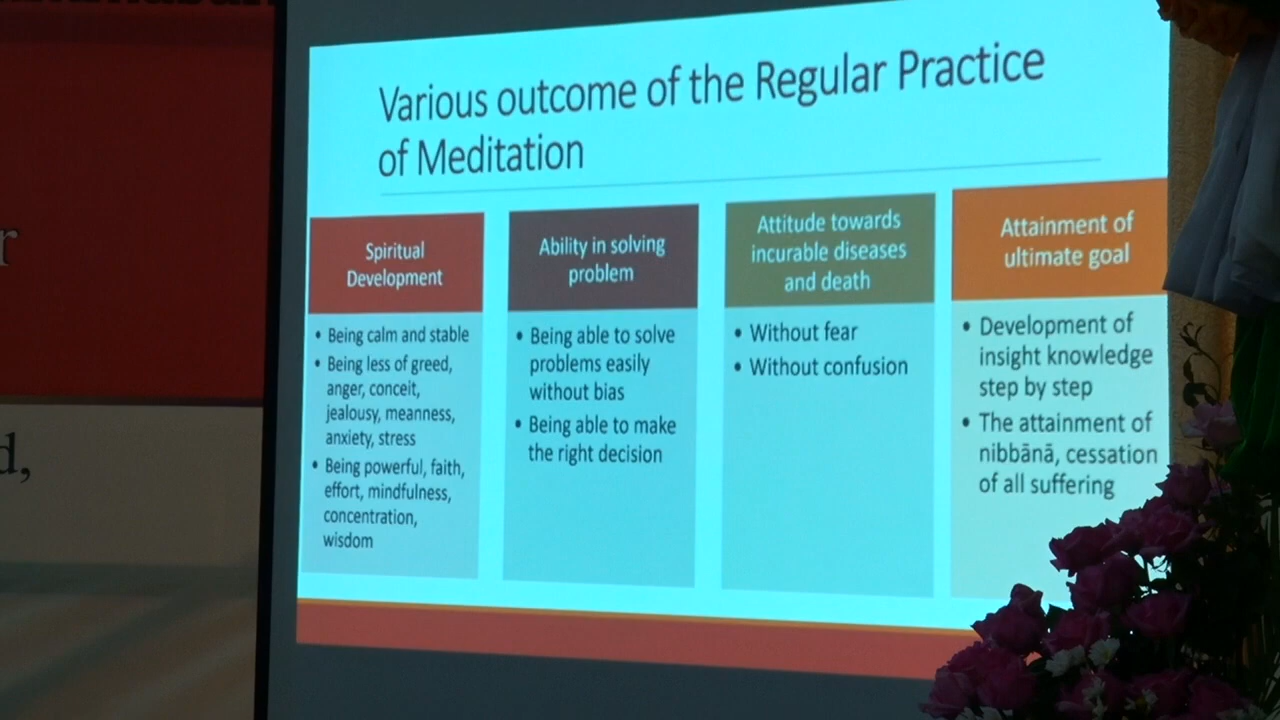 Various outcome of the Regular Practice
of Meditation
Spiritual
Development
• Being calm and stable
• Being less of greed,
anger, conceit,
jealousy, meanness,
anxiety, stress
• Being powerful, faith,
effort, mindfulness,
concentration,
wisdom
Ability in solving
problem
• Being able to solve
problems easily
without bias
• Being able to make
the right decision
Attitude towards
incurable diseases
and death
• Without fear
• Without confusion
Attainment of
ultimate goal
• Development of
insight knowledge
step by step
• The attainment of
nibbānā, cessation
of all suffering